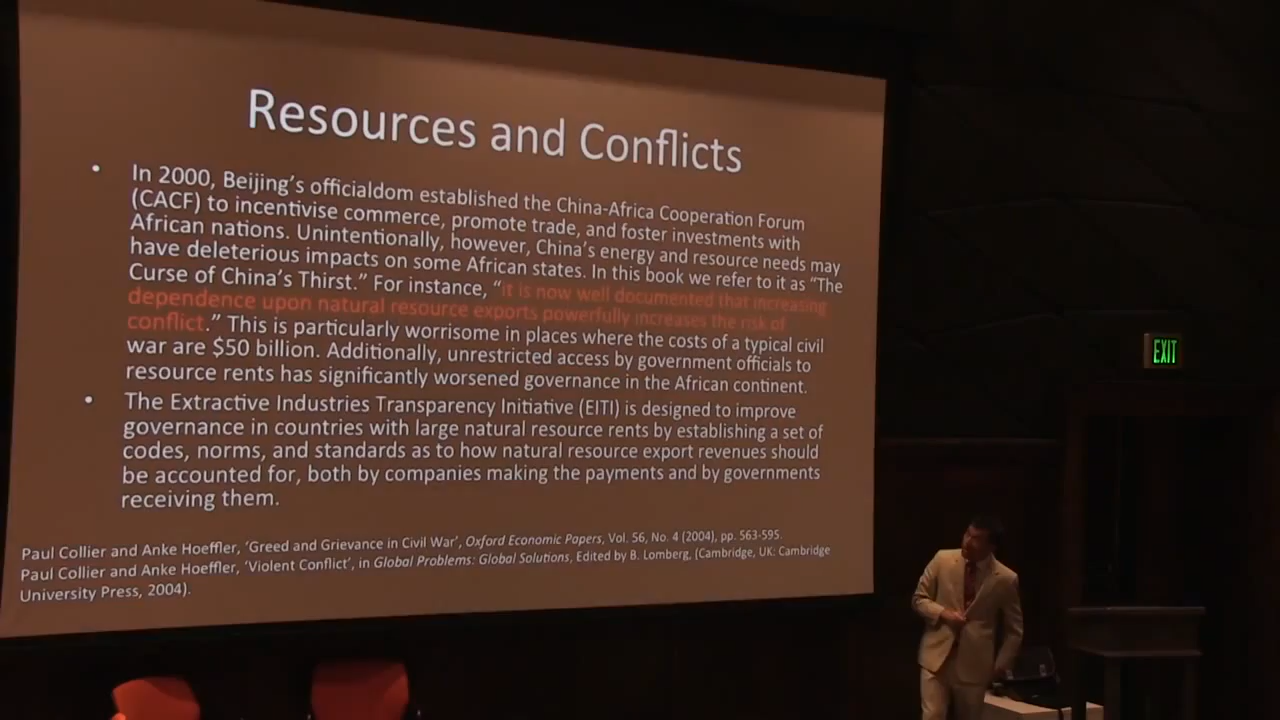 Resources and Conflicts
• In 2000, Beijing's officialdom established the China-Africa Cooperation Forum
(CACF) to incentivise commerce, promote trade, and foster investments with
African nations. Unintentionally, however, China's energy and resource needs may
have deleterious impacts on some African states. In this book we refer to it as "The
Curse of China's Thirst." For instance, "it is now well documented that increasing
dependence upon natural resource exports powerfully increases the risk of
conflict." This is particularly worrisome in places where the costs of a typical civil
war are $50 billion. Additionally, unrestricted access by government officials to
resource rents has significantly worsened governance in the African continent.
• The Extractive Industries Transparency Initiative (EITI) is designed to improve
governance in countries with large natural resource rents by establishing a set of
codes, norms, and standards as to how natural resource export revenues should
be accounted for, both by companies making the payments and by governments
receiving them.
Paul Collier and Anke Hoeffler, 'Greed and Grievance in Civil War', Oxford Economic Papers, Vol. 56, No. 4 (2004), pp. 563-595.
Paul Collier and Anke Hoeffler, 'Violent Conflict', in Global Problems: Global Solutions, Edited by B. Lomberg, (Cambridge, UK: Cambridge
University Press, 2004).
EXIT